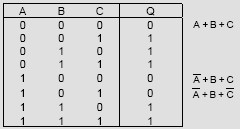 A B C Q
0 0 0 0 A + B + C
0 0 1 1
0 1 0 1
0 1 1 1
1 0 0 0 A̅ + B + C
1 0 1 0 A̅ + B + C̅
1 1 0 1
1 1 1 1